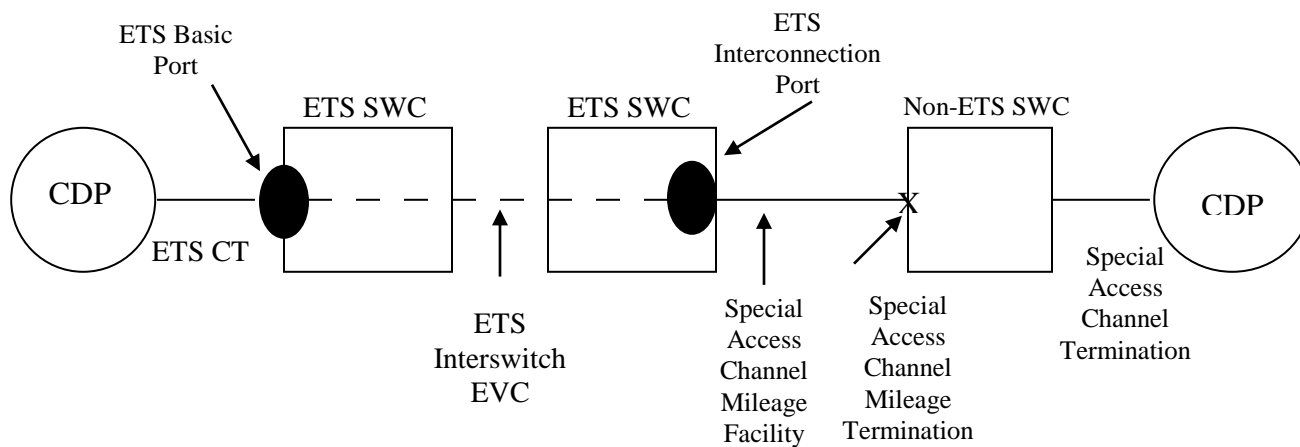 ETS Basic
Port
ETS
Interconnection
Port
ETS SWC
ETS SWC
Non-ETS SWC
CDP
X
CDP
ETS CT
ETS
Interswitch
EVC
Special
Access
Channel
Mileage
Facility
Special
Access
Channel
Mileage
Termination
Special
Access
Channel
Termination